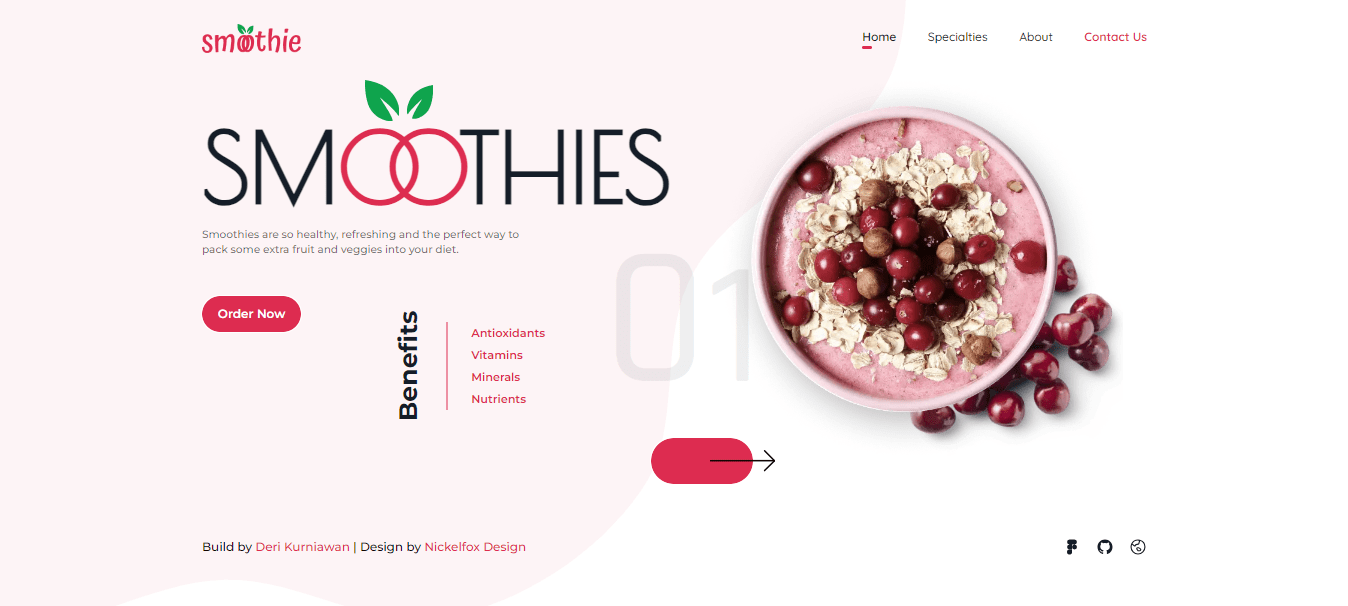 smoothie
Home Specialties About Contact Us
SMOOTHIES
Smoothies are so healthy, refreshing and the perfect way to
pack some extra fruit and veggies into your diet.
Order Now
Benefits
Antioxidants
Vitamins
Minerals
Nutrients
01
Build by Deri Kurniawan | Design by Nickelfox Design